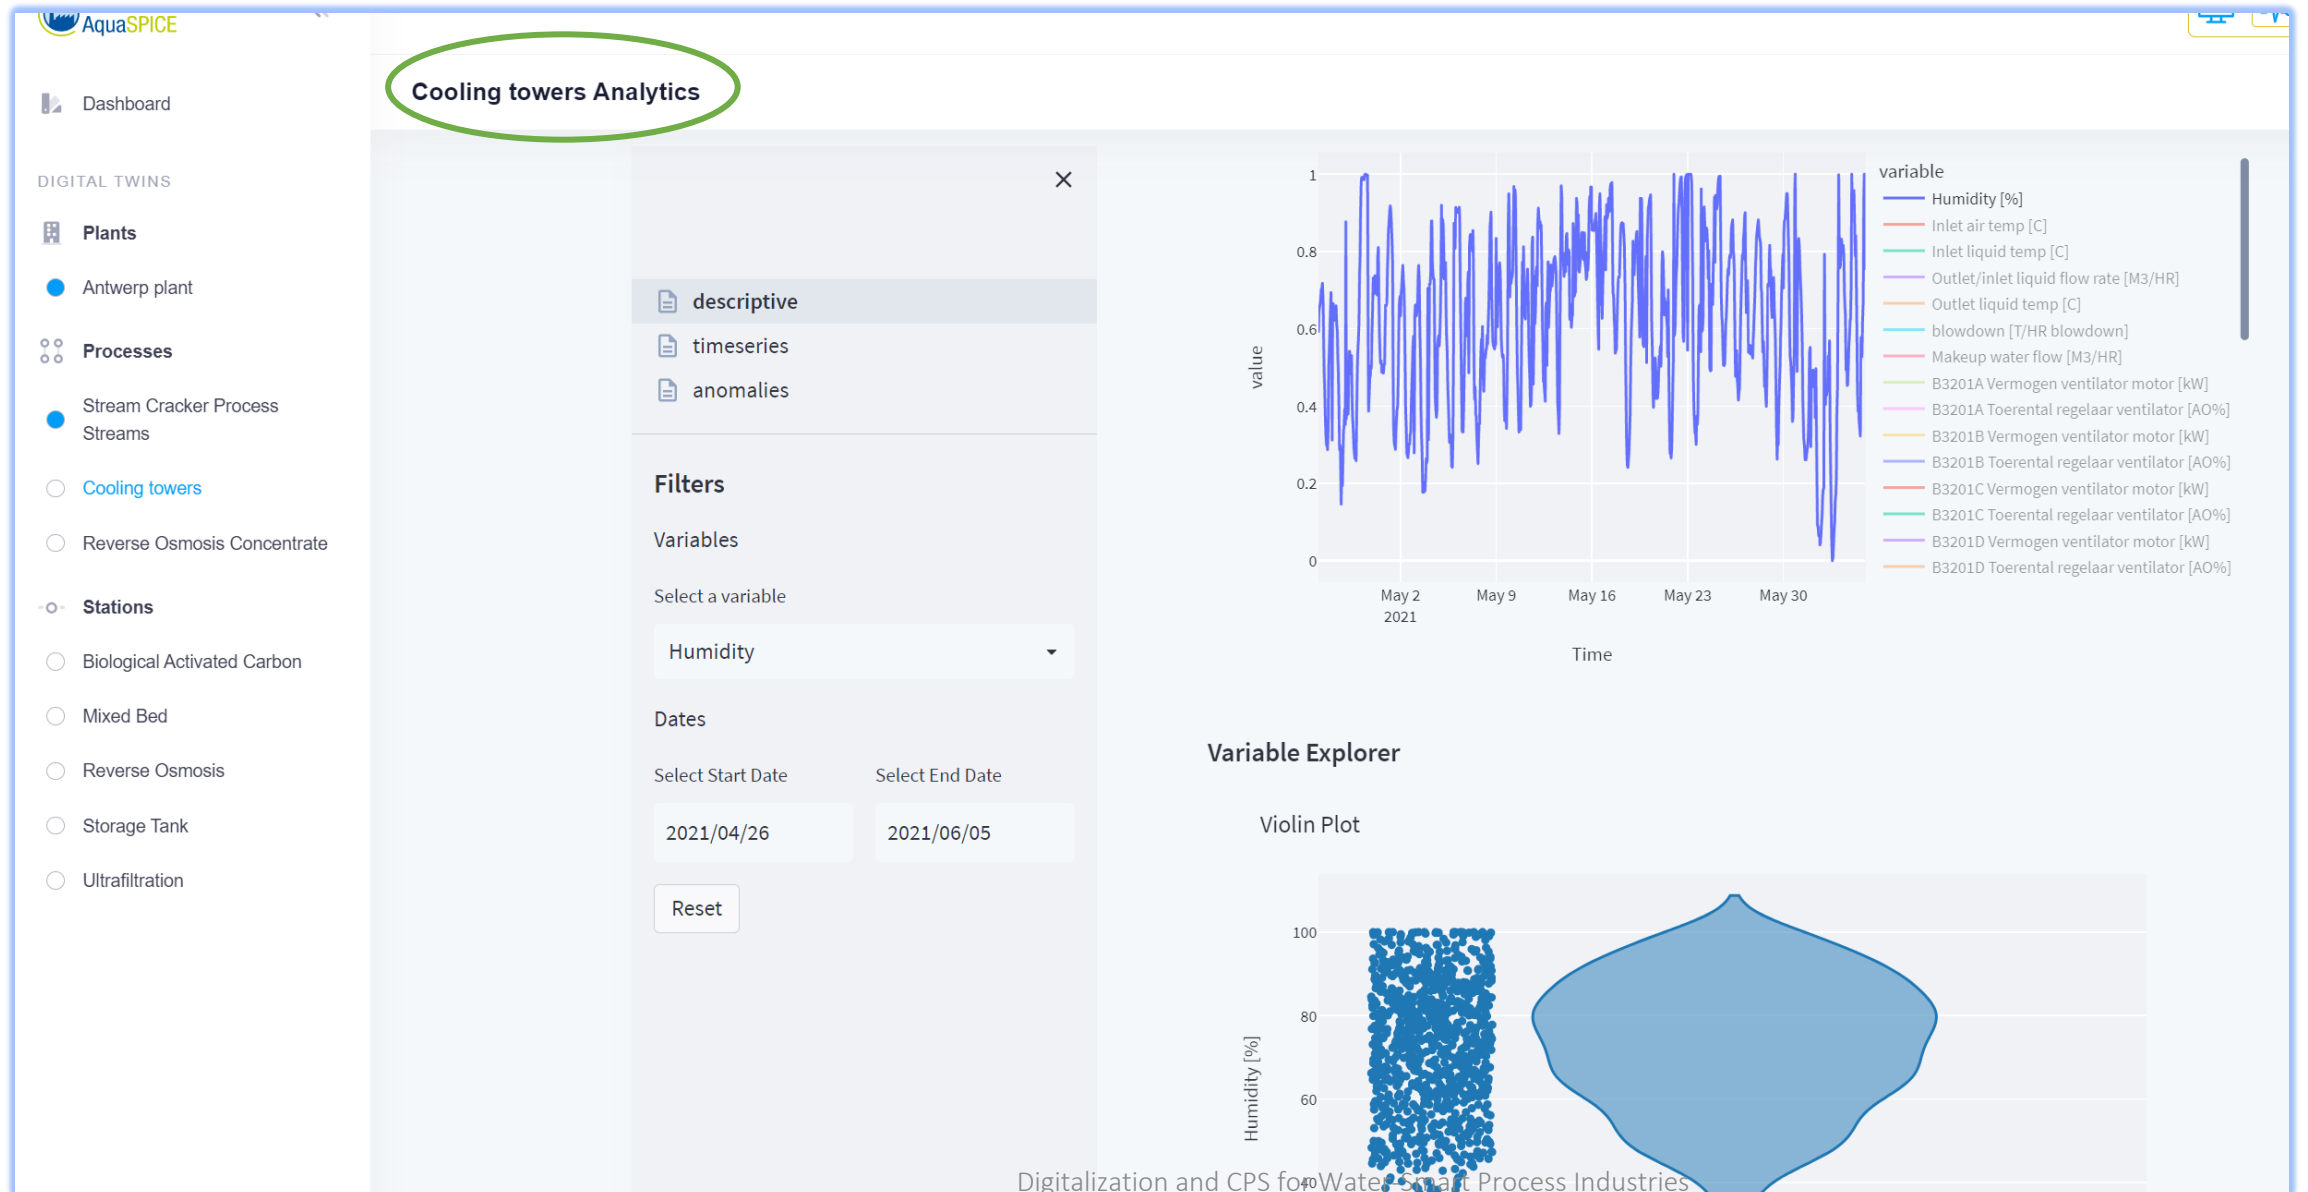 AquaSPICE
Dashboard
DIGITAL TWINS
Plants
Antwerp plant
Processes
Stream Cracker Process
Streams
Cooling towers
Reverse Osmosis Concentrate
Stations
Biological Activated Carbon
Mixed Bed
Reverse Osmosis
Storage Tank
Ultrafiltration
Cooling towers Analytics
descriptive
timeseries
anomalies
Filters
Variables
Select a variable
Humidity
Dates
Select Start Date Select End Date
2021/04/26 2021/06/05
Reset
1
0.8
0.6
0.4
0.2
0
value
May 2 May 9 May 16 May 23 May 30
2021
Time
variable
Humidity [%]
Inlet air temp [C]
Inlet liquid temp [C]
Outlet/inlet liquid flow rate [M3/HR]
Outlet liquid temp [C]
blowdown [T/HR blowdown]
Makeup water flow [M3/HR]
B3201A Vermogen ventilator motor [kW]
B3201A Toerental regelaar ventilator [AO%]
B3201B Vermogen ventilator motor [kW]
B3201B Toerental regelaar ventilator [AO%]
B3201C Vermogen ventilator motor [kW]
B3201C Toerental regelaar ventilator [AO%]
B3201D Vermogen ventilator motor [kW]
B3201D Toerental regelaar ventilator [AO%]
Variable Explorer
Violin Plot
100
80
60
40
Humidity [%]
Digitalization and CPS for Water-Smart Process Industries